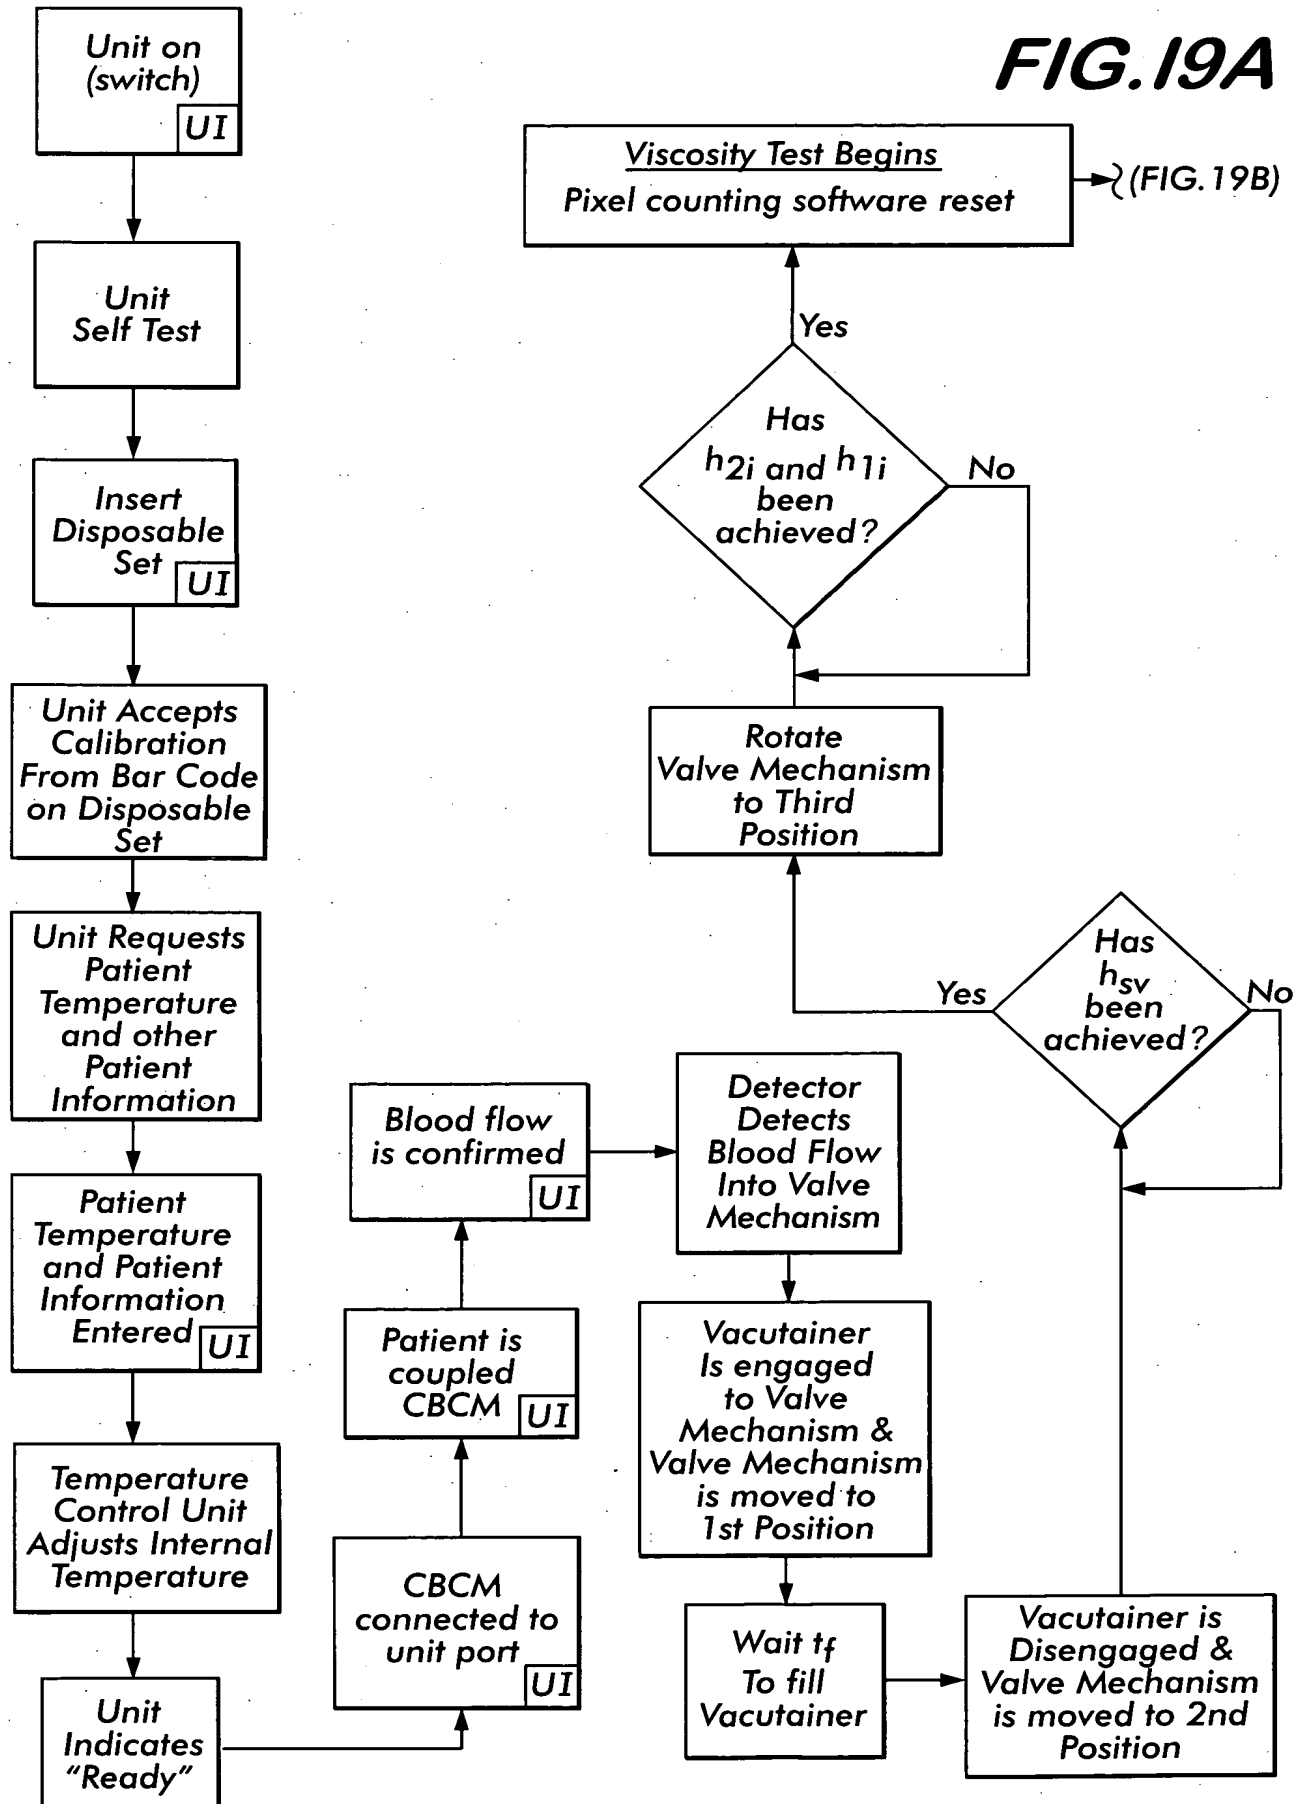 FIG.19A
Unit on
(switch)
UI
Unit
Self Test
Insert
Disposable
Set
UI
Unit Accepts
Calibration
From Bar Code
on Disposable
Set
Unit Requests
Patient
Temperature
and other
Patient
Information
Patient
Temperature
and Patient
Information
Entered
UI
Temperature
Control Unit
Adjusts Internal
Temperature
Unit
Indicates
“Ready”
CBCM
connected to
unit port
UI
Patient is
coupled
CBCM
UI
Blood flow
is confirmed
UI
Detector
Detects
Blood Flow
Into Valve
Mechanism
Vacutainer
Is engaged
to Valve
Mechanism &
Valve Mechanism
is moved to
1st Position
Wait tf
To fill
Vacutainer
Vacutainer is
Disengaged &
Valve Mechanism
is moved to 2nd
Position
Has
hsv
been
achieved?
No
Yes
Rotate
Valve Mechanism
to Third
Position
Has
h2i and h1i
been
achieved?
No
Yes
Viscosity Test Begins
Pixel counting software reset
(FIG.19B)